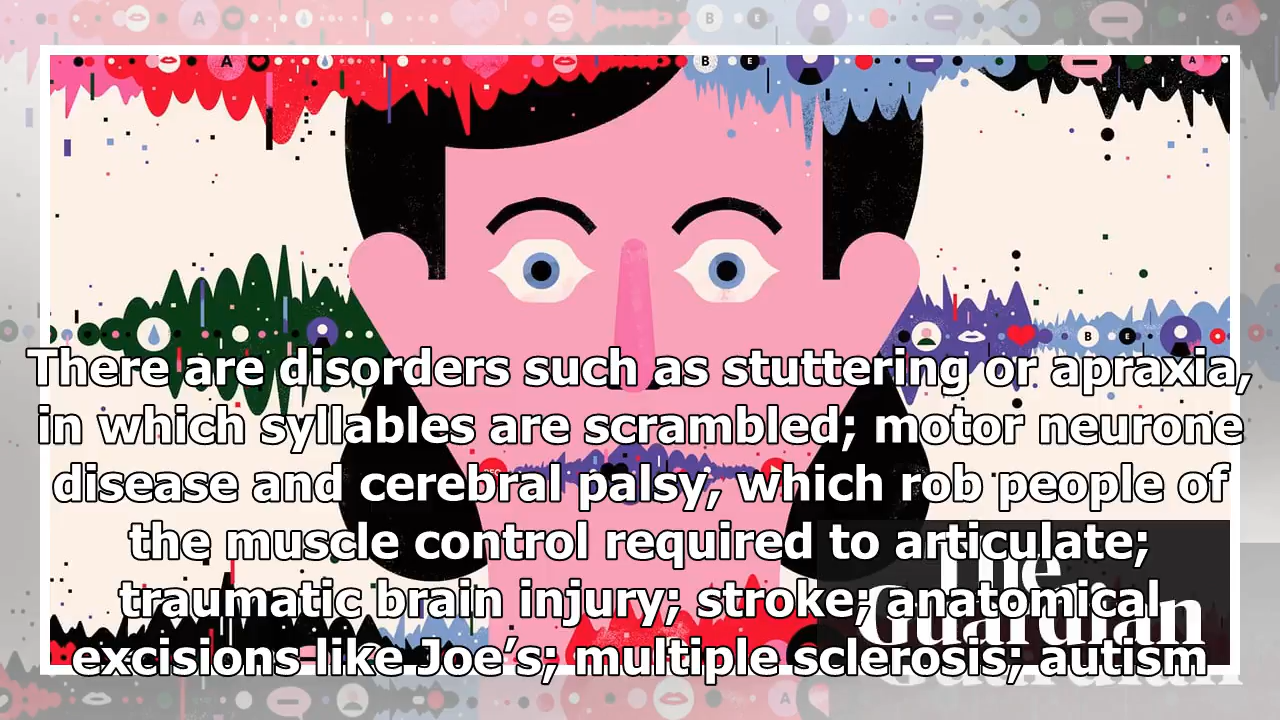 There are disorders such as stuttering or apraxia,
in which syllables are scrambled; motor neurone
disease and cerebral palsy, which rob people of
the muscle control required to articulate;
traumatic brain injury; stroke; anatomical
excisions like Joe’s; multiple sclerosis; autism
The
Guardian